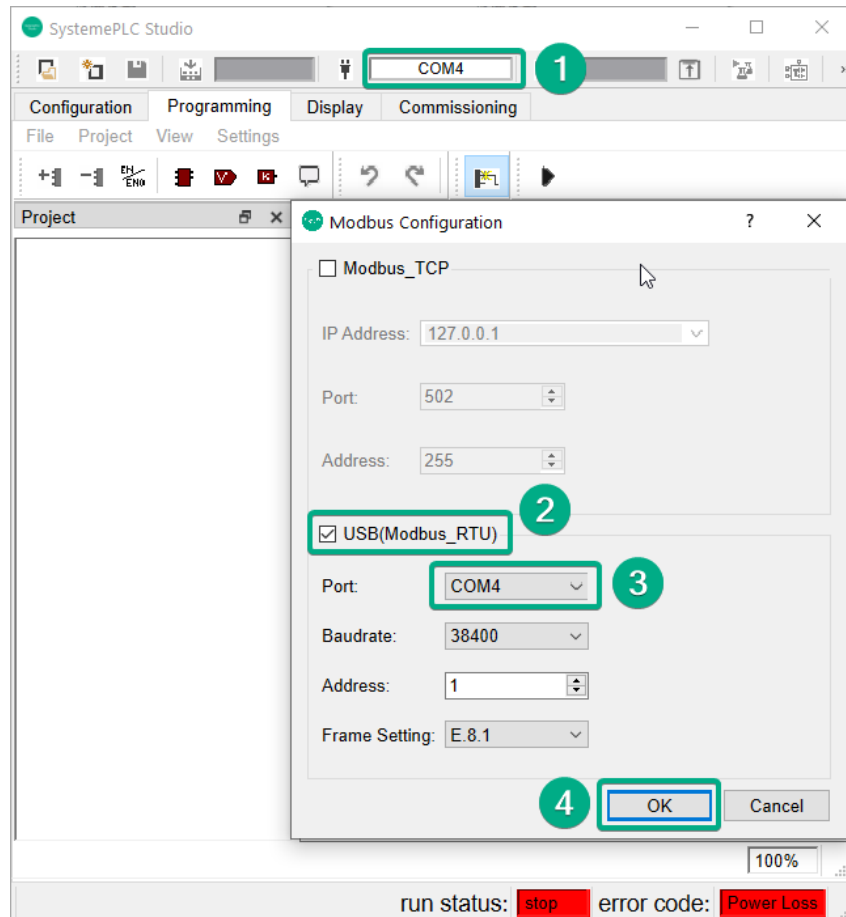 SystemePLC Studio
COM4
1
Configuration Programming Display Commissioning
File Project View Settings
EN/
ENO
V
K
Project
Modbus Configuration
?
Modbus_TCP
IP Address: 127.0.0.1
Port: 502
Address: 255
2
USB(Modbus_RTU)
Port: COM4
3
Baudrate: 38400
Address: 1
Frame Setting: E.8.1
4
OK Cancel
100%
run status: stop error code: Power Loss